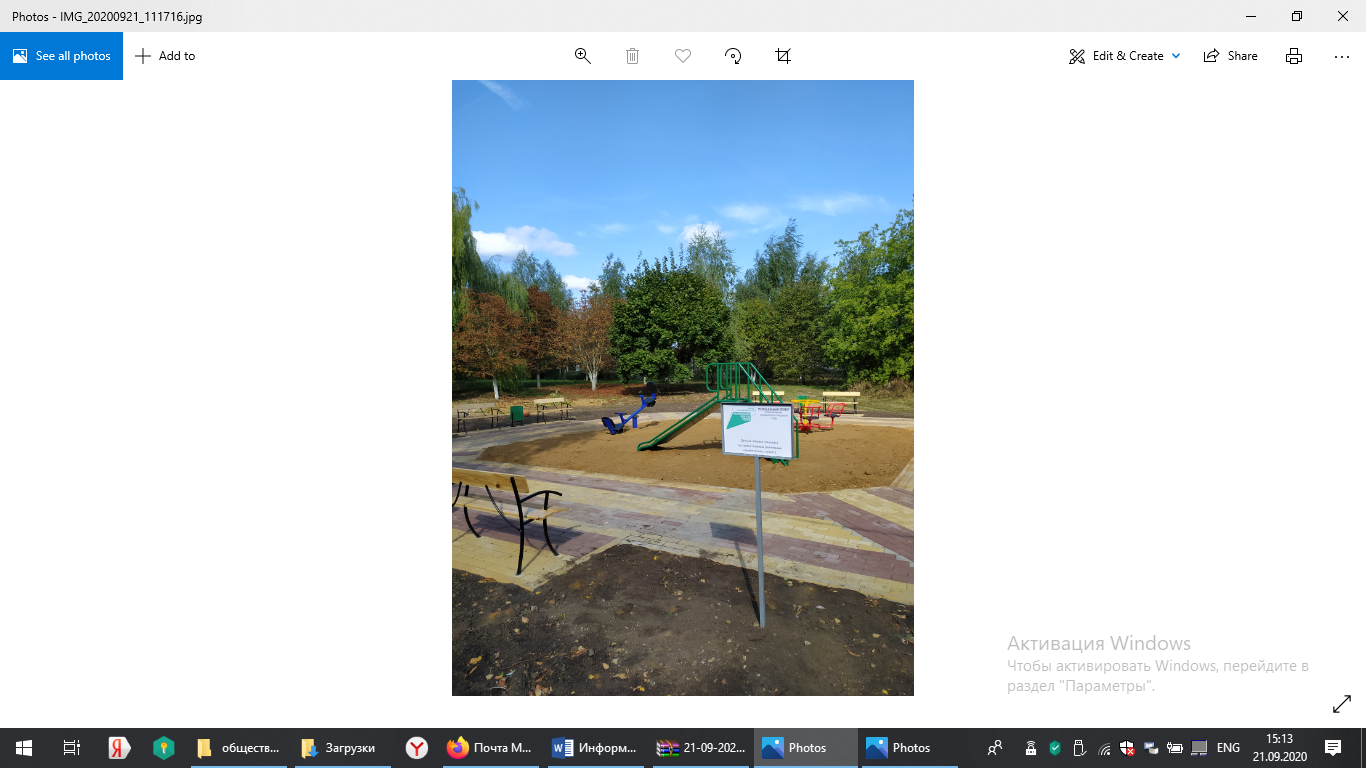 Photos - IMG_20200921_111716.jpg
See all photos
Add to
Edit & Create
Share
Активация Windows
Чтобы активировать Windows, перейдите в
раздел "Параметры".
обществ...
Загрузки
Почта М...
Информ...
21-09-202...
Photos
Photos
ENG
15:13
21.09.2020